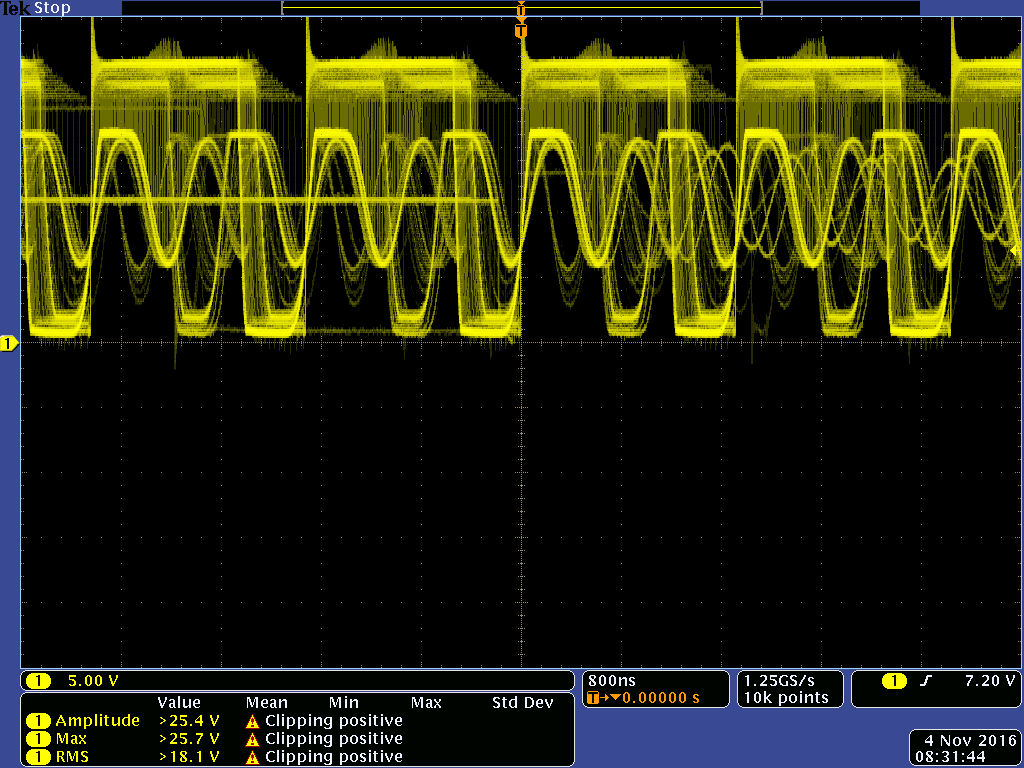 Tek Stop
T
T
1
1 5.00 V
800ns
T→▼0.00000 s
1.25GS/s
10k points
1 7.20 V
Value Mean Min Max Std Dev
1 Amplitude >25.4 V Clipping positive
1 Max >25.7 V Clipping positive
1 RMS >18.1 V Clipping positive
4 Nov 2016
08:31:44